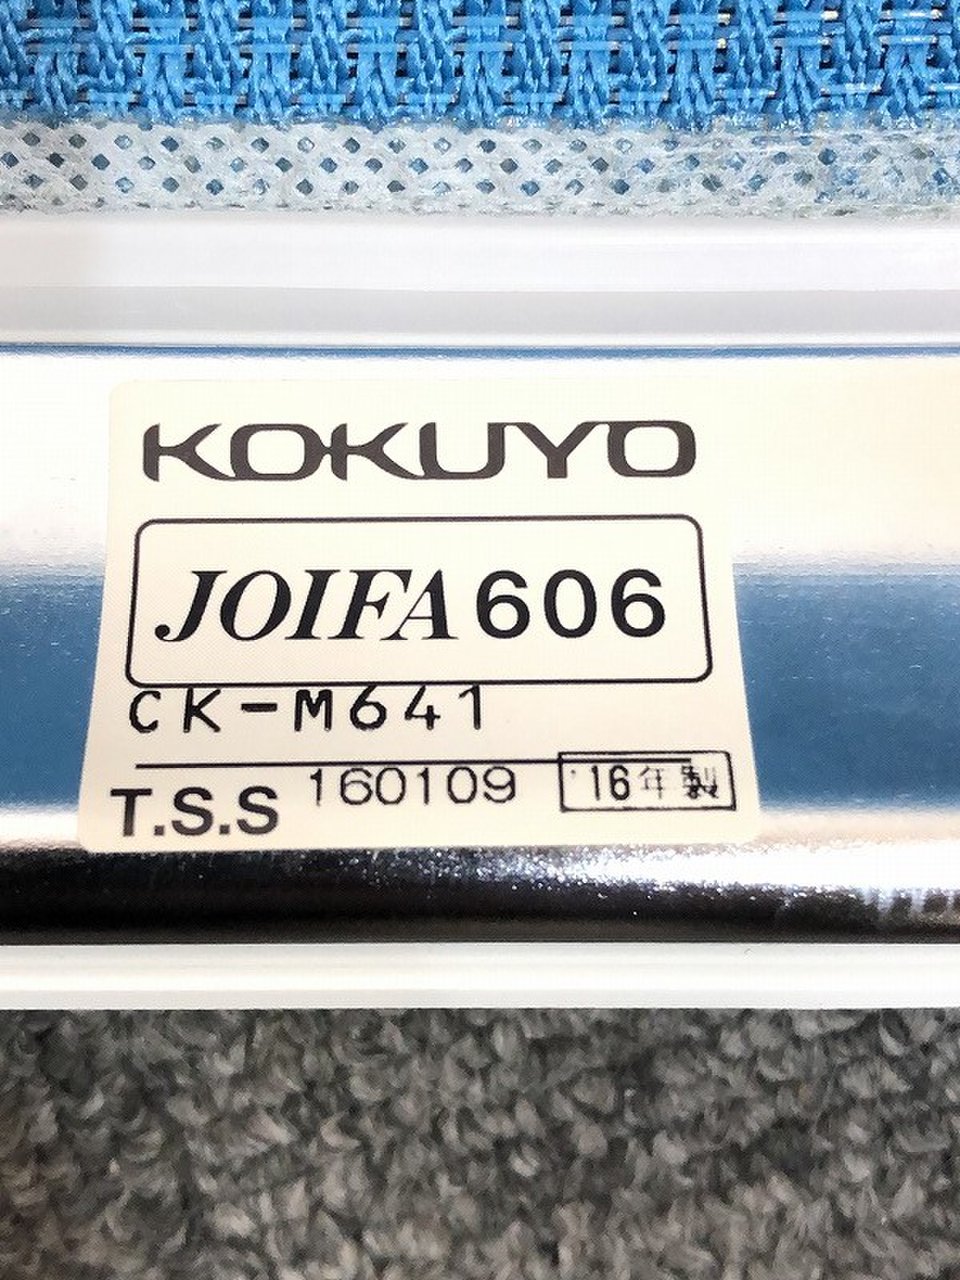 KOKUYO
JOIFA 606
CK-M641
T.S.S 160109 '16年製